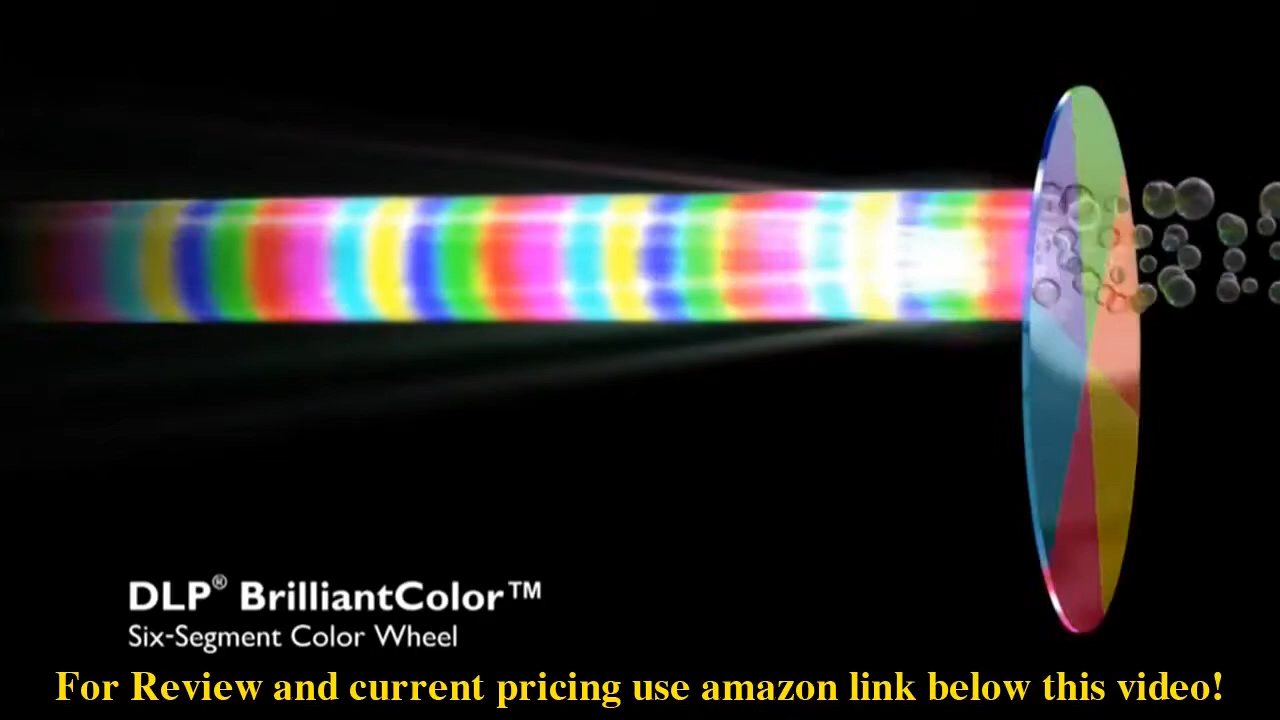 DLP® BrilliantColor™
Six-Segment Color Wheel
For Review and current pricing use amazon link below this video!